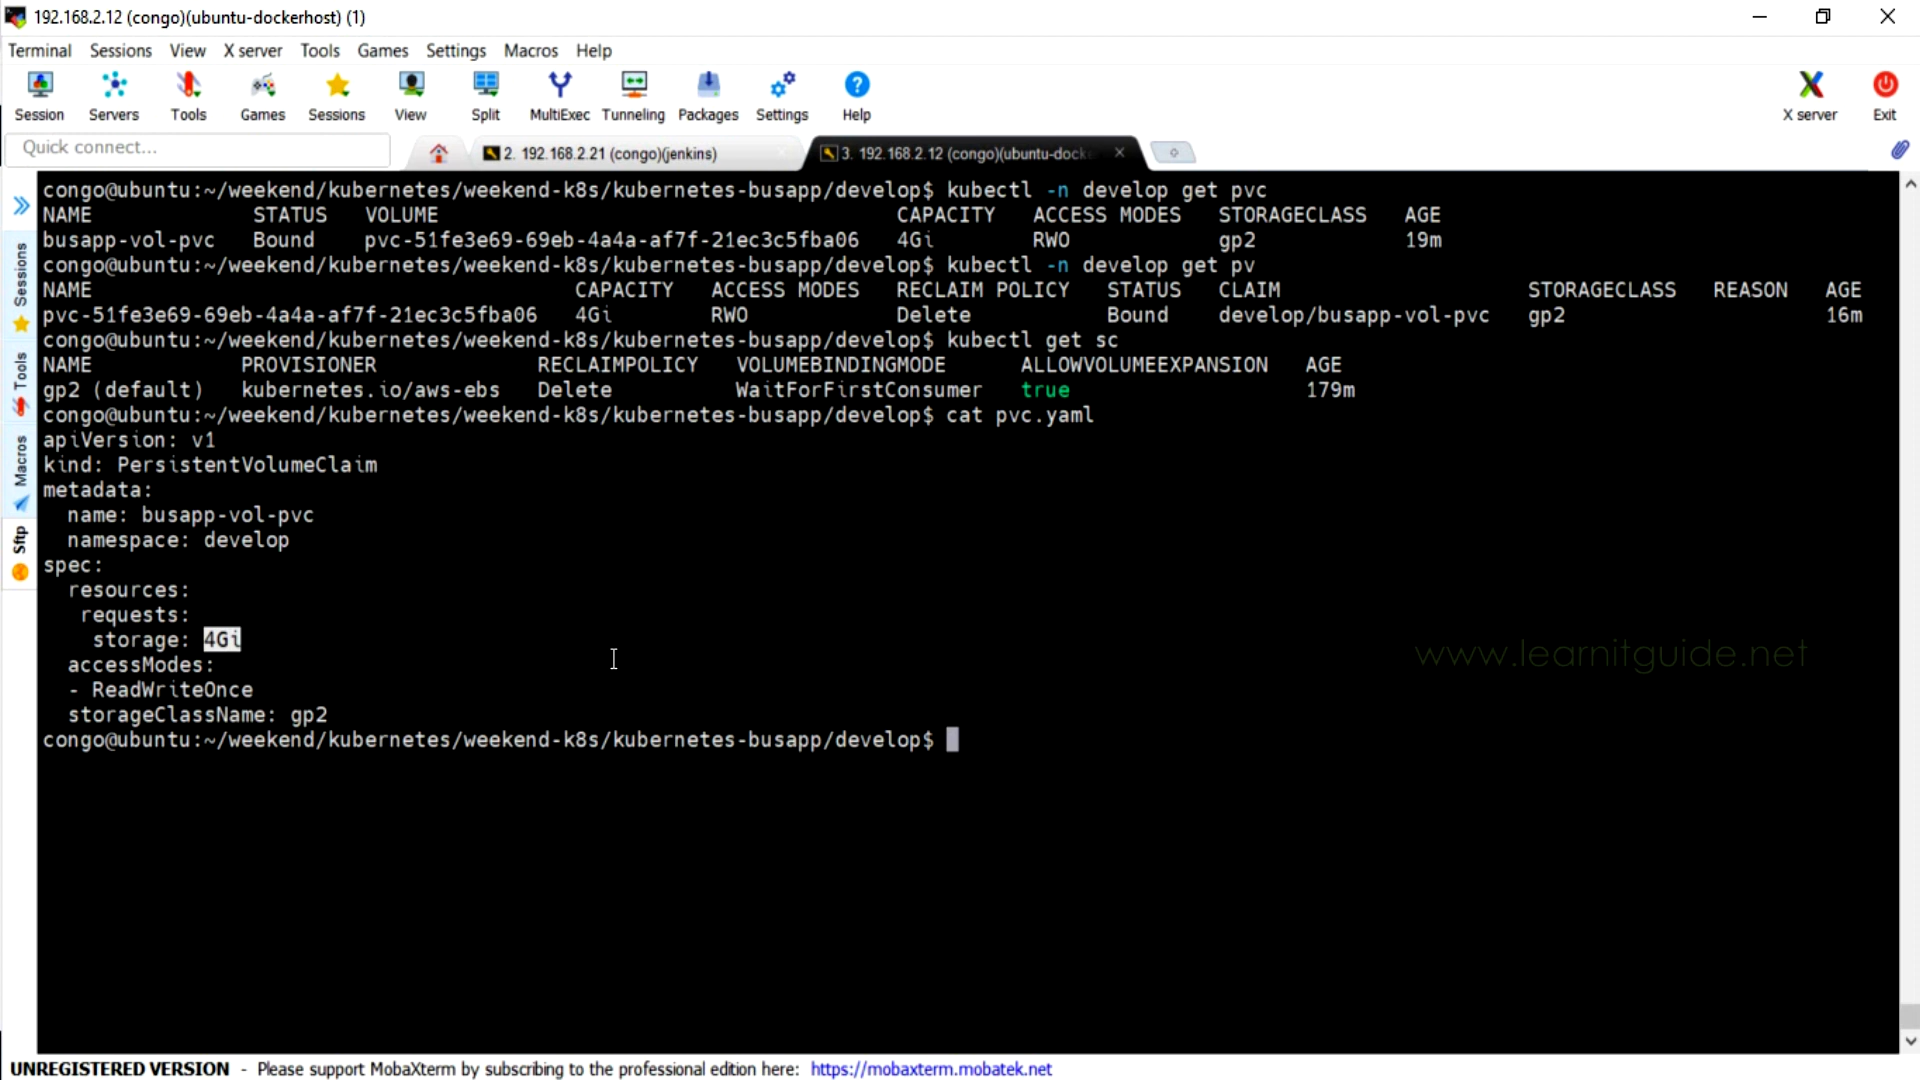 192.168.2.12 (congo)(ubuntu-dockerhost) (1)
Terminal Sessions View X server Tools Games Settings Macros Help
Session Servers Tools Games Sessions View Split MultiExec Tunneling Packages Settings Help X server Exit
Quick connect... 2. 192.168.2.21 (congo)(jenkins) 3. 192.168.2.12 (congo)(ubuntu-docke
congo@ubuntu:~/weekend/kubernetes/weekend-k8s/kubernetes-busapp/develop$ kubectl -n develop get pvc
NAME STATUS VOLUME CAPACITY ACCESS MODES STORAGECLASS AGE
busapp-vol-pvc Bound pvc-51fe3e69-69eb-4a4a-af7f-21ec3c5fba06 4Gi RWO gp2 19m
congo@ubuntu:~/weekend/kubernetes/weekend-k8s/kubernetes-busapp/develop$ kubectl -n develop get pv
NAME CAPACITY ACCESS MODES RECLAIM POLICY STATUS CLAIM STORAGECLASS REASON AGE
pvc-51fe3e69-69eb-4a4a-af7f-21ec3c5fba06 4Gi RWO Delete Bound develop/busapp-vol-pvc gp2 16m
congo@ubuntu:~/weekend/kubernetes/weekend-k8s/kubernetes-busapp/develop$ kubectl get sc
NAME PROVISIONER RECLAIMPOLICY VOLUMEBINDINGMODE ALLOWVOLUMEEXPANSION AGE
gp2 (default) kubernetes.io/aws-ebs Delete WaitForFirstConsumer true 179m
congo@ubuntu:~/weekend/kubernetes/weekend-k8s/kubernetes-busapp/develop$ cat pvc.yaml
apiVersion: v1
kind: PersistentVolumeClaim
metadata:
  name: busapp-vol-pvc
  namespace: develop
spec:
  resources:
   requests:
    storage: 4Gi
  accessModes:
  - ReadWriteOnce
  storageClassName: gp2
congo@ubuntu:~/weekend/kubernetes/weekend-k8s/kubernetes-busapp/develop$
Sessions
Tools
Macros
Sftp
www.learnitguide.net
UNREGISTERED VERSION - Please support MobaXterm by subscribing to the professional edition here: https://mobaxterm.mobatek.net